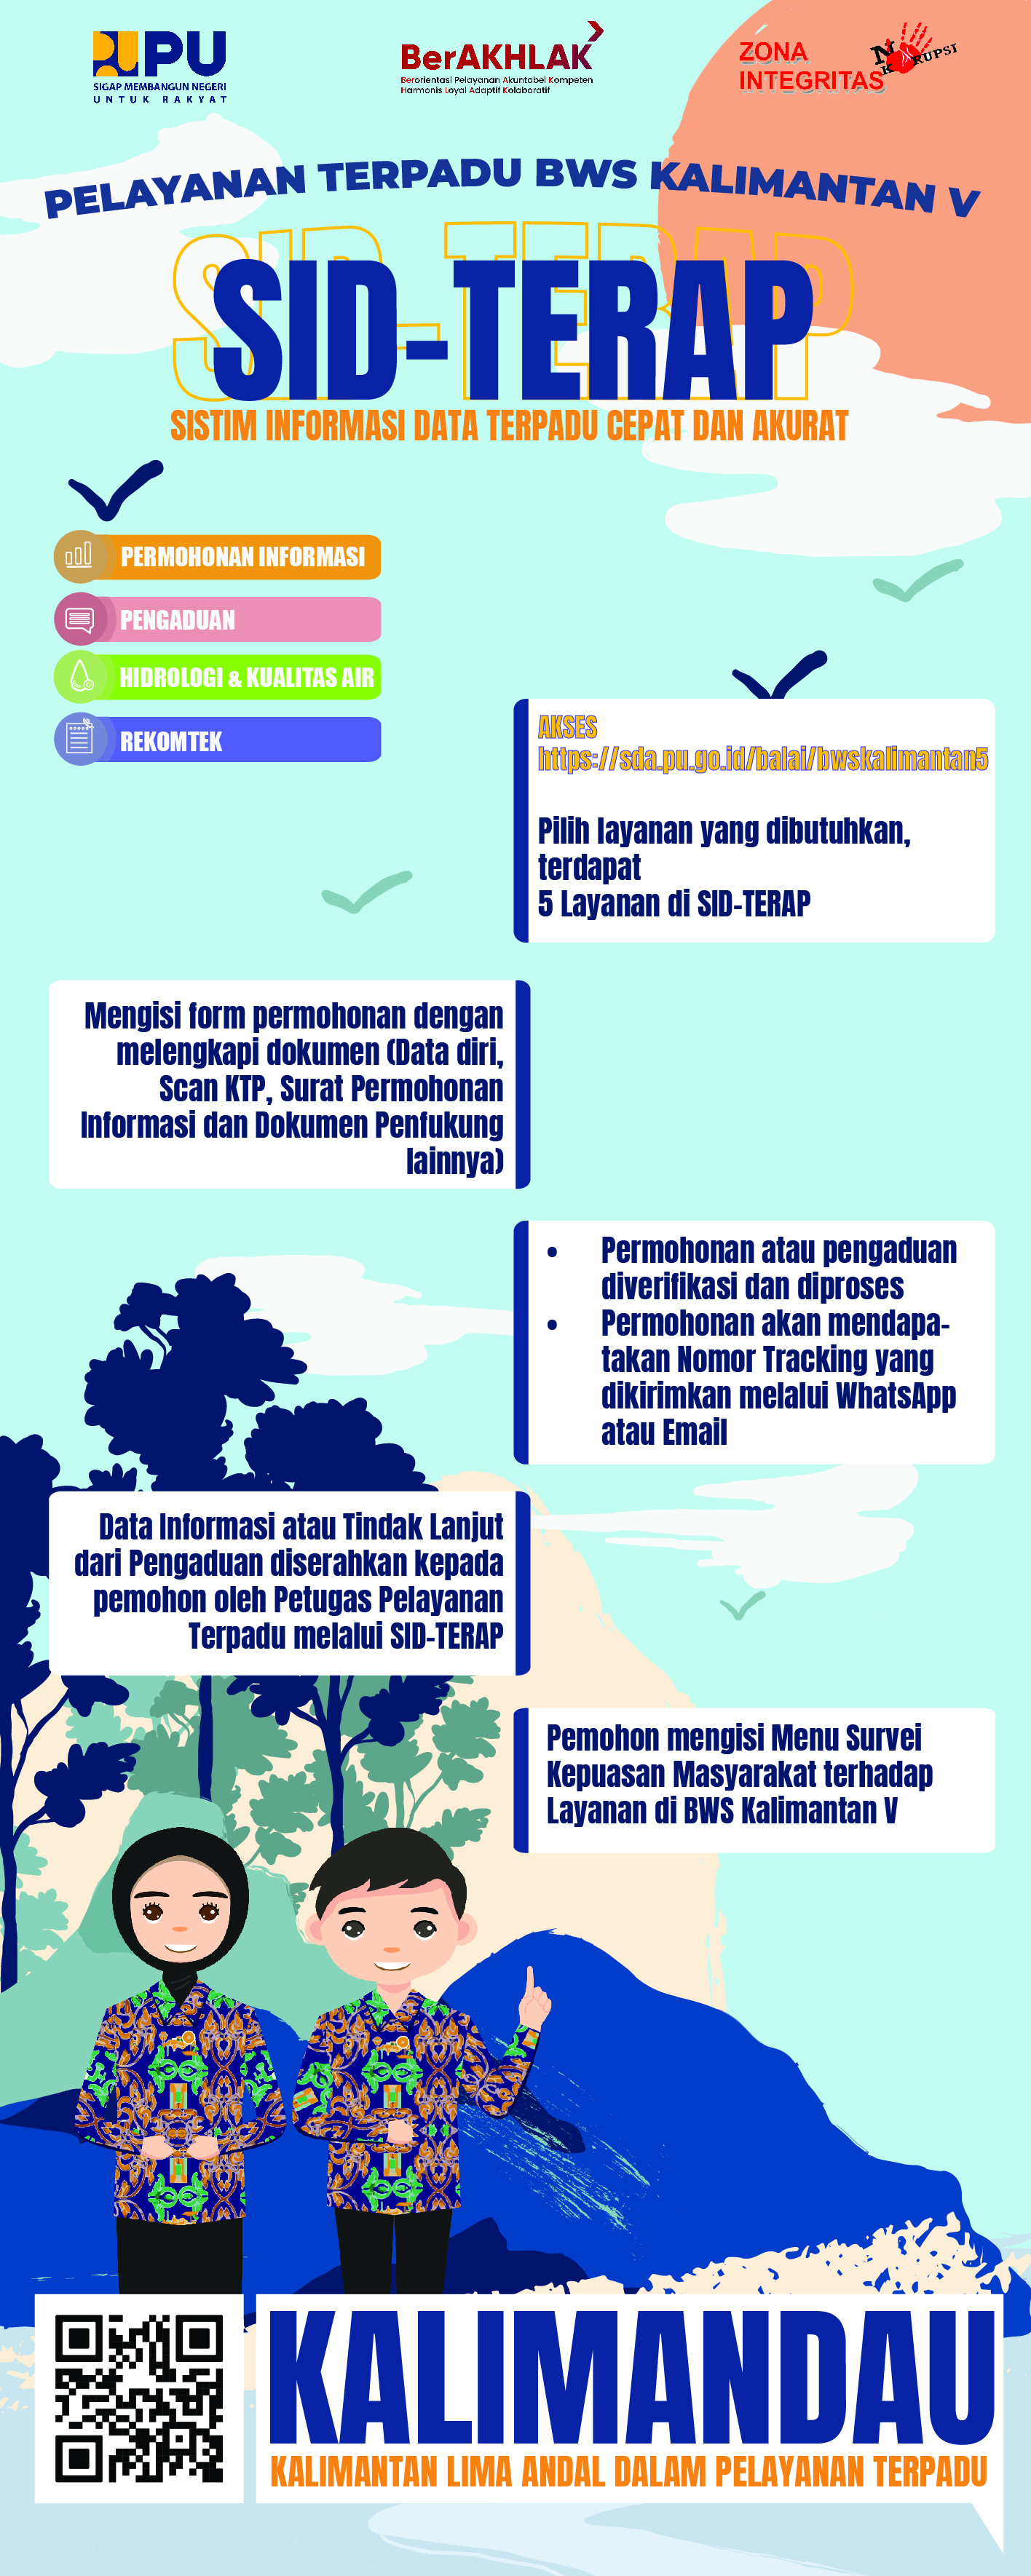 PU
SIGAP MEMBANGUN NEGERI
UNTUK RAKYAT
BerAKHLAK
Berorientasi Pelayanan Akuntabel Kompeten
Harmonis Loyal Adaptif Kolaboratif
ZONA
INTEGRITAS
NO KORUPSI
PELAYANAN TERPADU BWS KALIMANTAN V
SID-TERAP
SID-TERAP
SISTIM INFORMASI DATA TERPADU CEPAT DAN AKURAT
PERMOHONAN INFORMASI
PENGADUAN
HIDROLOGI & KUALITAS AIR
REKOMTEK
AKSES
https://sda.pu.go.id/balai/bwskalimantan5
Pilih layanan yang dibutuhkan,
terdapat
5 Layanan di SID-TERAP
Mengisi form permohonan dengan
melengkapi dokumen (Data diri,
Scan KTP, Surat Permohonan
Informasi dan Dokumen Penfukung
lainnya)
• Permohonan atau pengaduan
diverifikasi dan diproses
• Permohonan akan mendapa-
takan Nomor Tracking yang
dikirimkan melalui WhatsApp
atau Email
Data Informasi atau Tindak Lanjut
dari Pengaduan diserahkan kepada
pemohon oleh Petugas Pelayanan
Terpadu melalui SID-TERAP
Pemohon mengisi Menu Survei
Kepuasan Masyarakat terhadap
Layanan di BWS Kalimantan V
KALIMANDAU
KALIMANTAN LIMA ANDAL DALAM PELAYANAN TERPADU